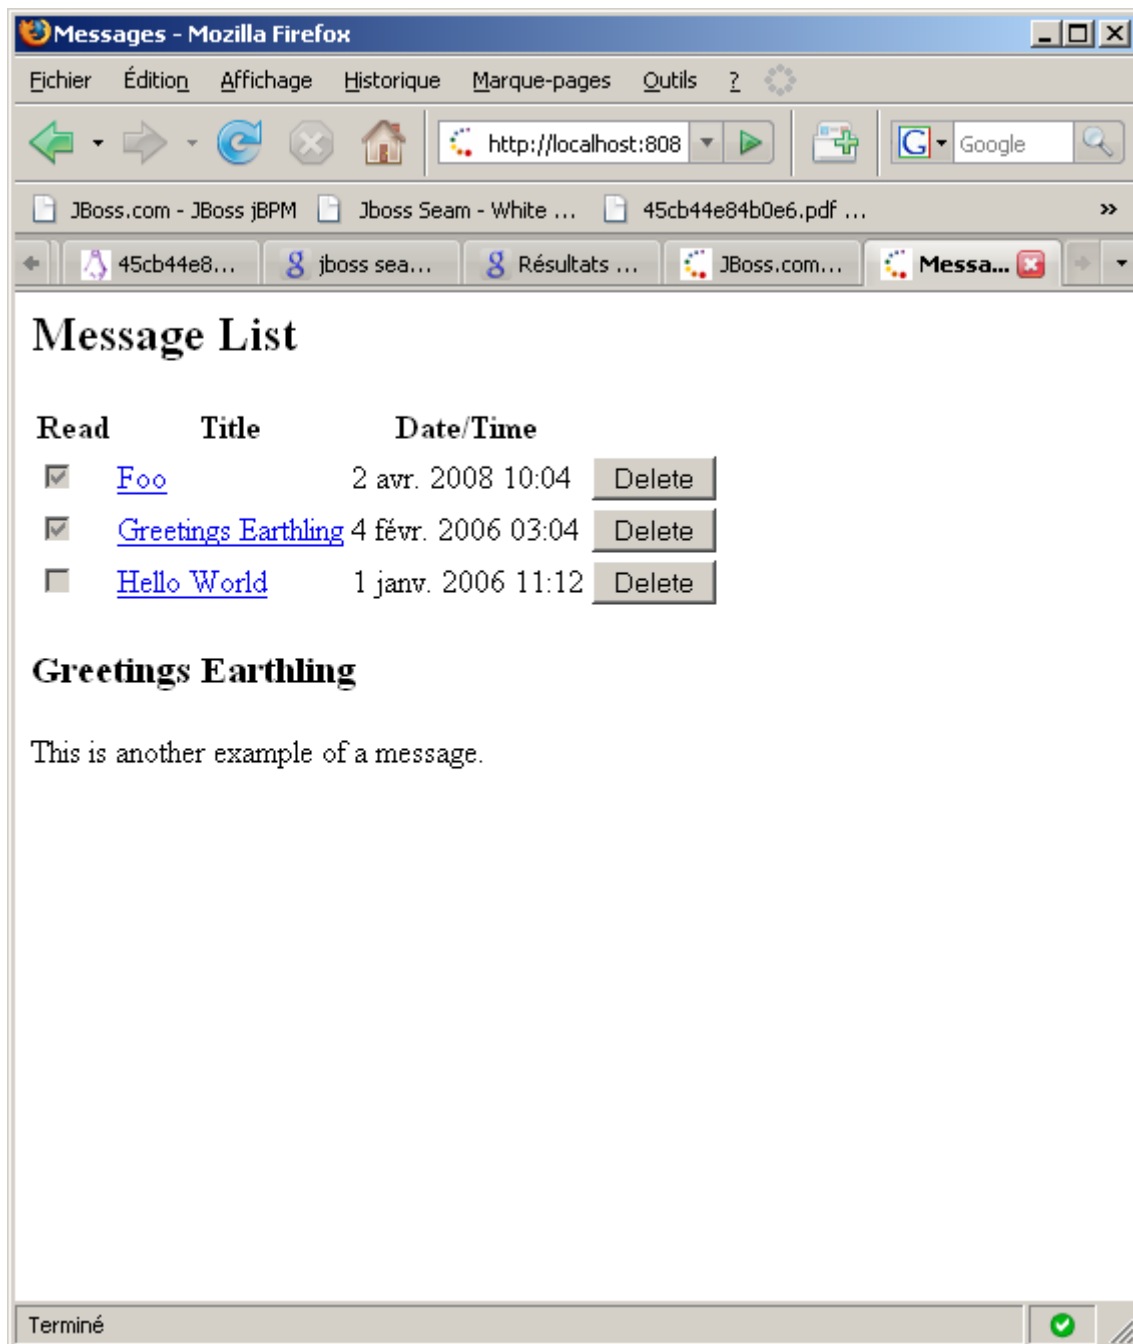 Messages - Mozilla Firefox
Fichier Édition Affichage Historique Marque-pages Outils ?
http://localhost:808 G Google
JBoss.com - JBoss jBPM Jboss Seam - White ... 45cb44e84b0e6.pdf ... »
45cb44e8... g jboss sea... g Résultats ... JBoss.com... Messa...
Message List
Read Title Date/Time
Foo 2 avr. 2008 10:04 Delete
Greetings Earthling 4 févr. 2006 03:04 Delete
Hello World 1 janv. 2006 11:12 Delete
Greetings Earthling
This is another example of a message.
Terminé